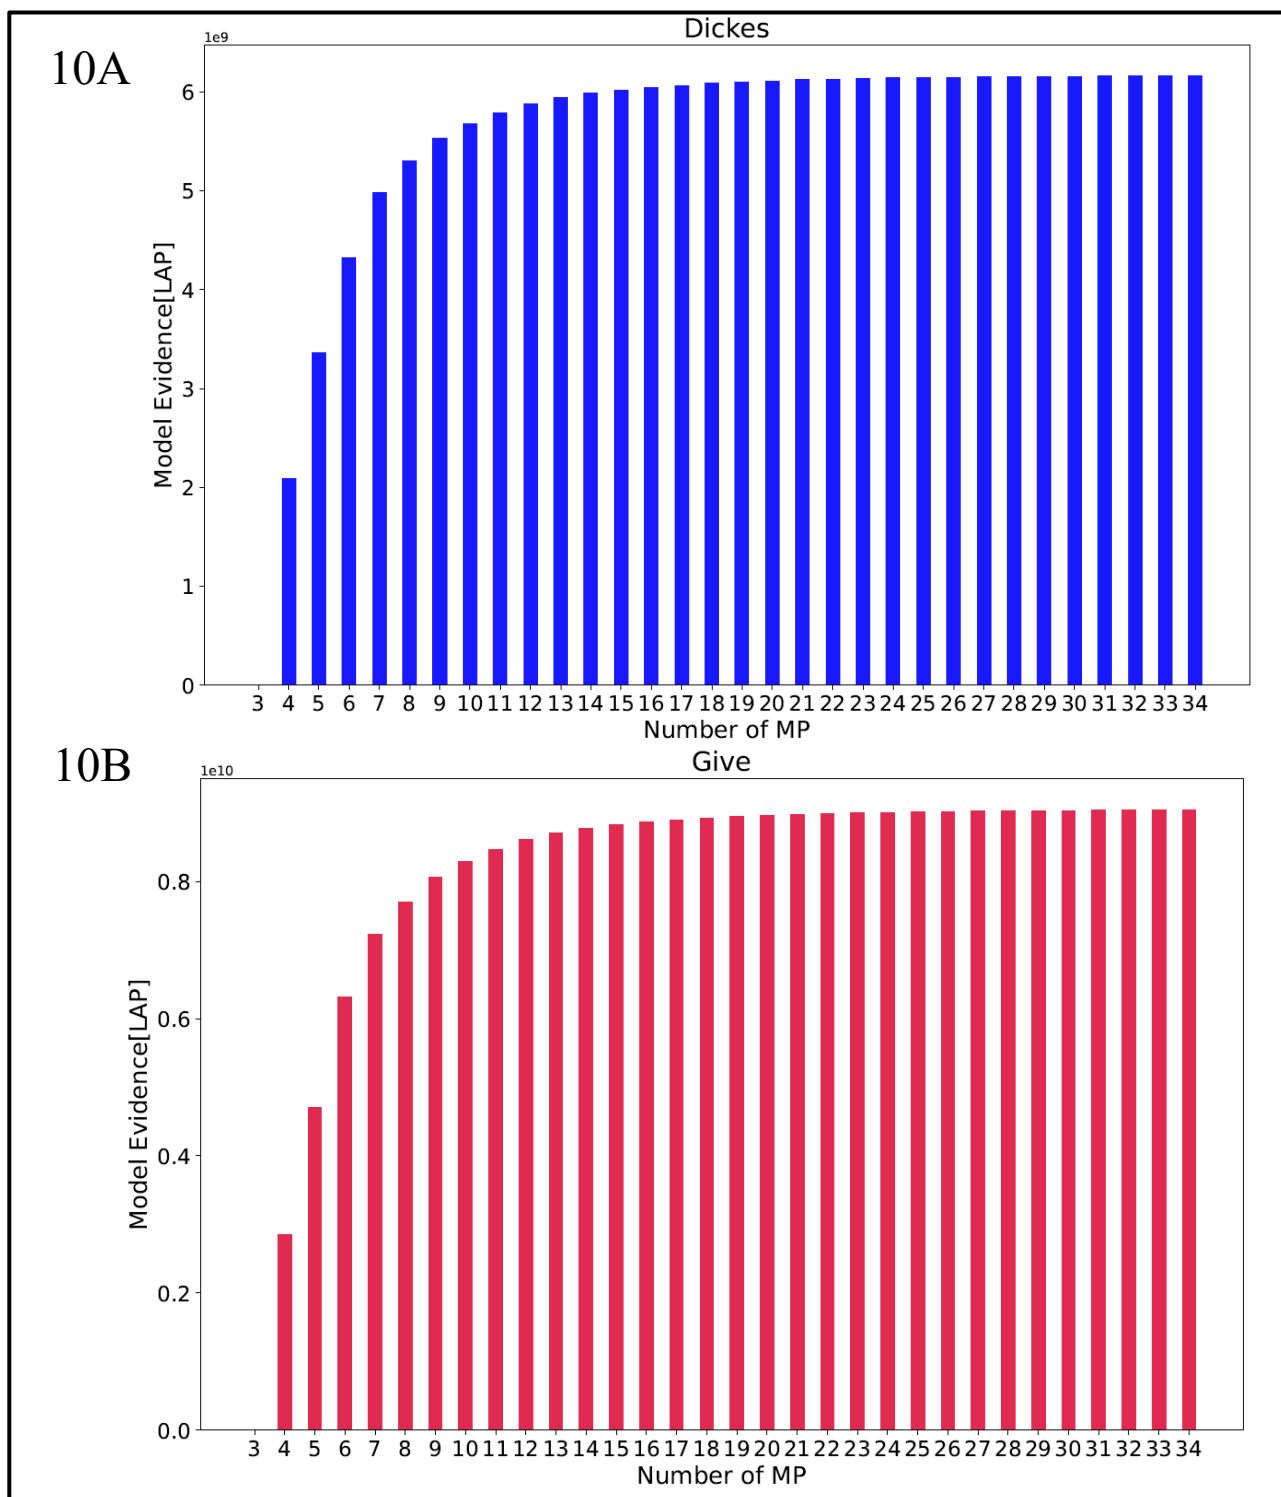 Dickes
1e9
10A
6
5
4
3
2
1
0
Model Evidence[LAP]
3 4 5 6 7 8 9 10 11 12 13 14 15 16 17 18 19 20 21 22 23 24 25 26 27 28 29 30 31 32 33 34
Number of MP
10B
Give
1e10
0.8
0.6
0.4
0.2
0.0
Model Evidence[LAP]
3 4 5 6 7 8 9 10 11 12 13 14 15 16 17 18 19 20 21 22 23 24 25 26 27 28 29 30 31 32 33 34
Number of MP